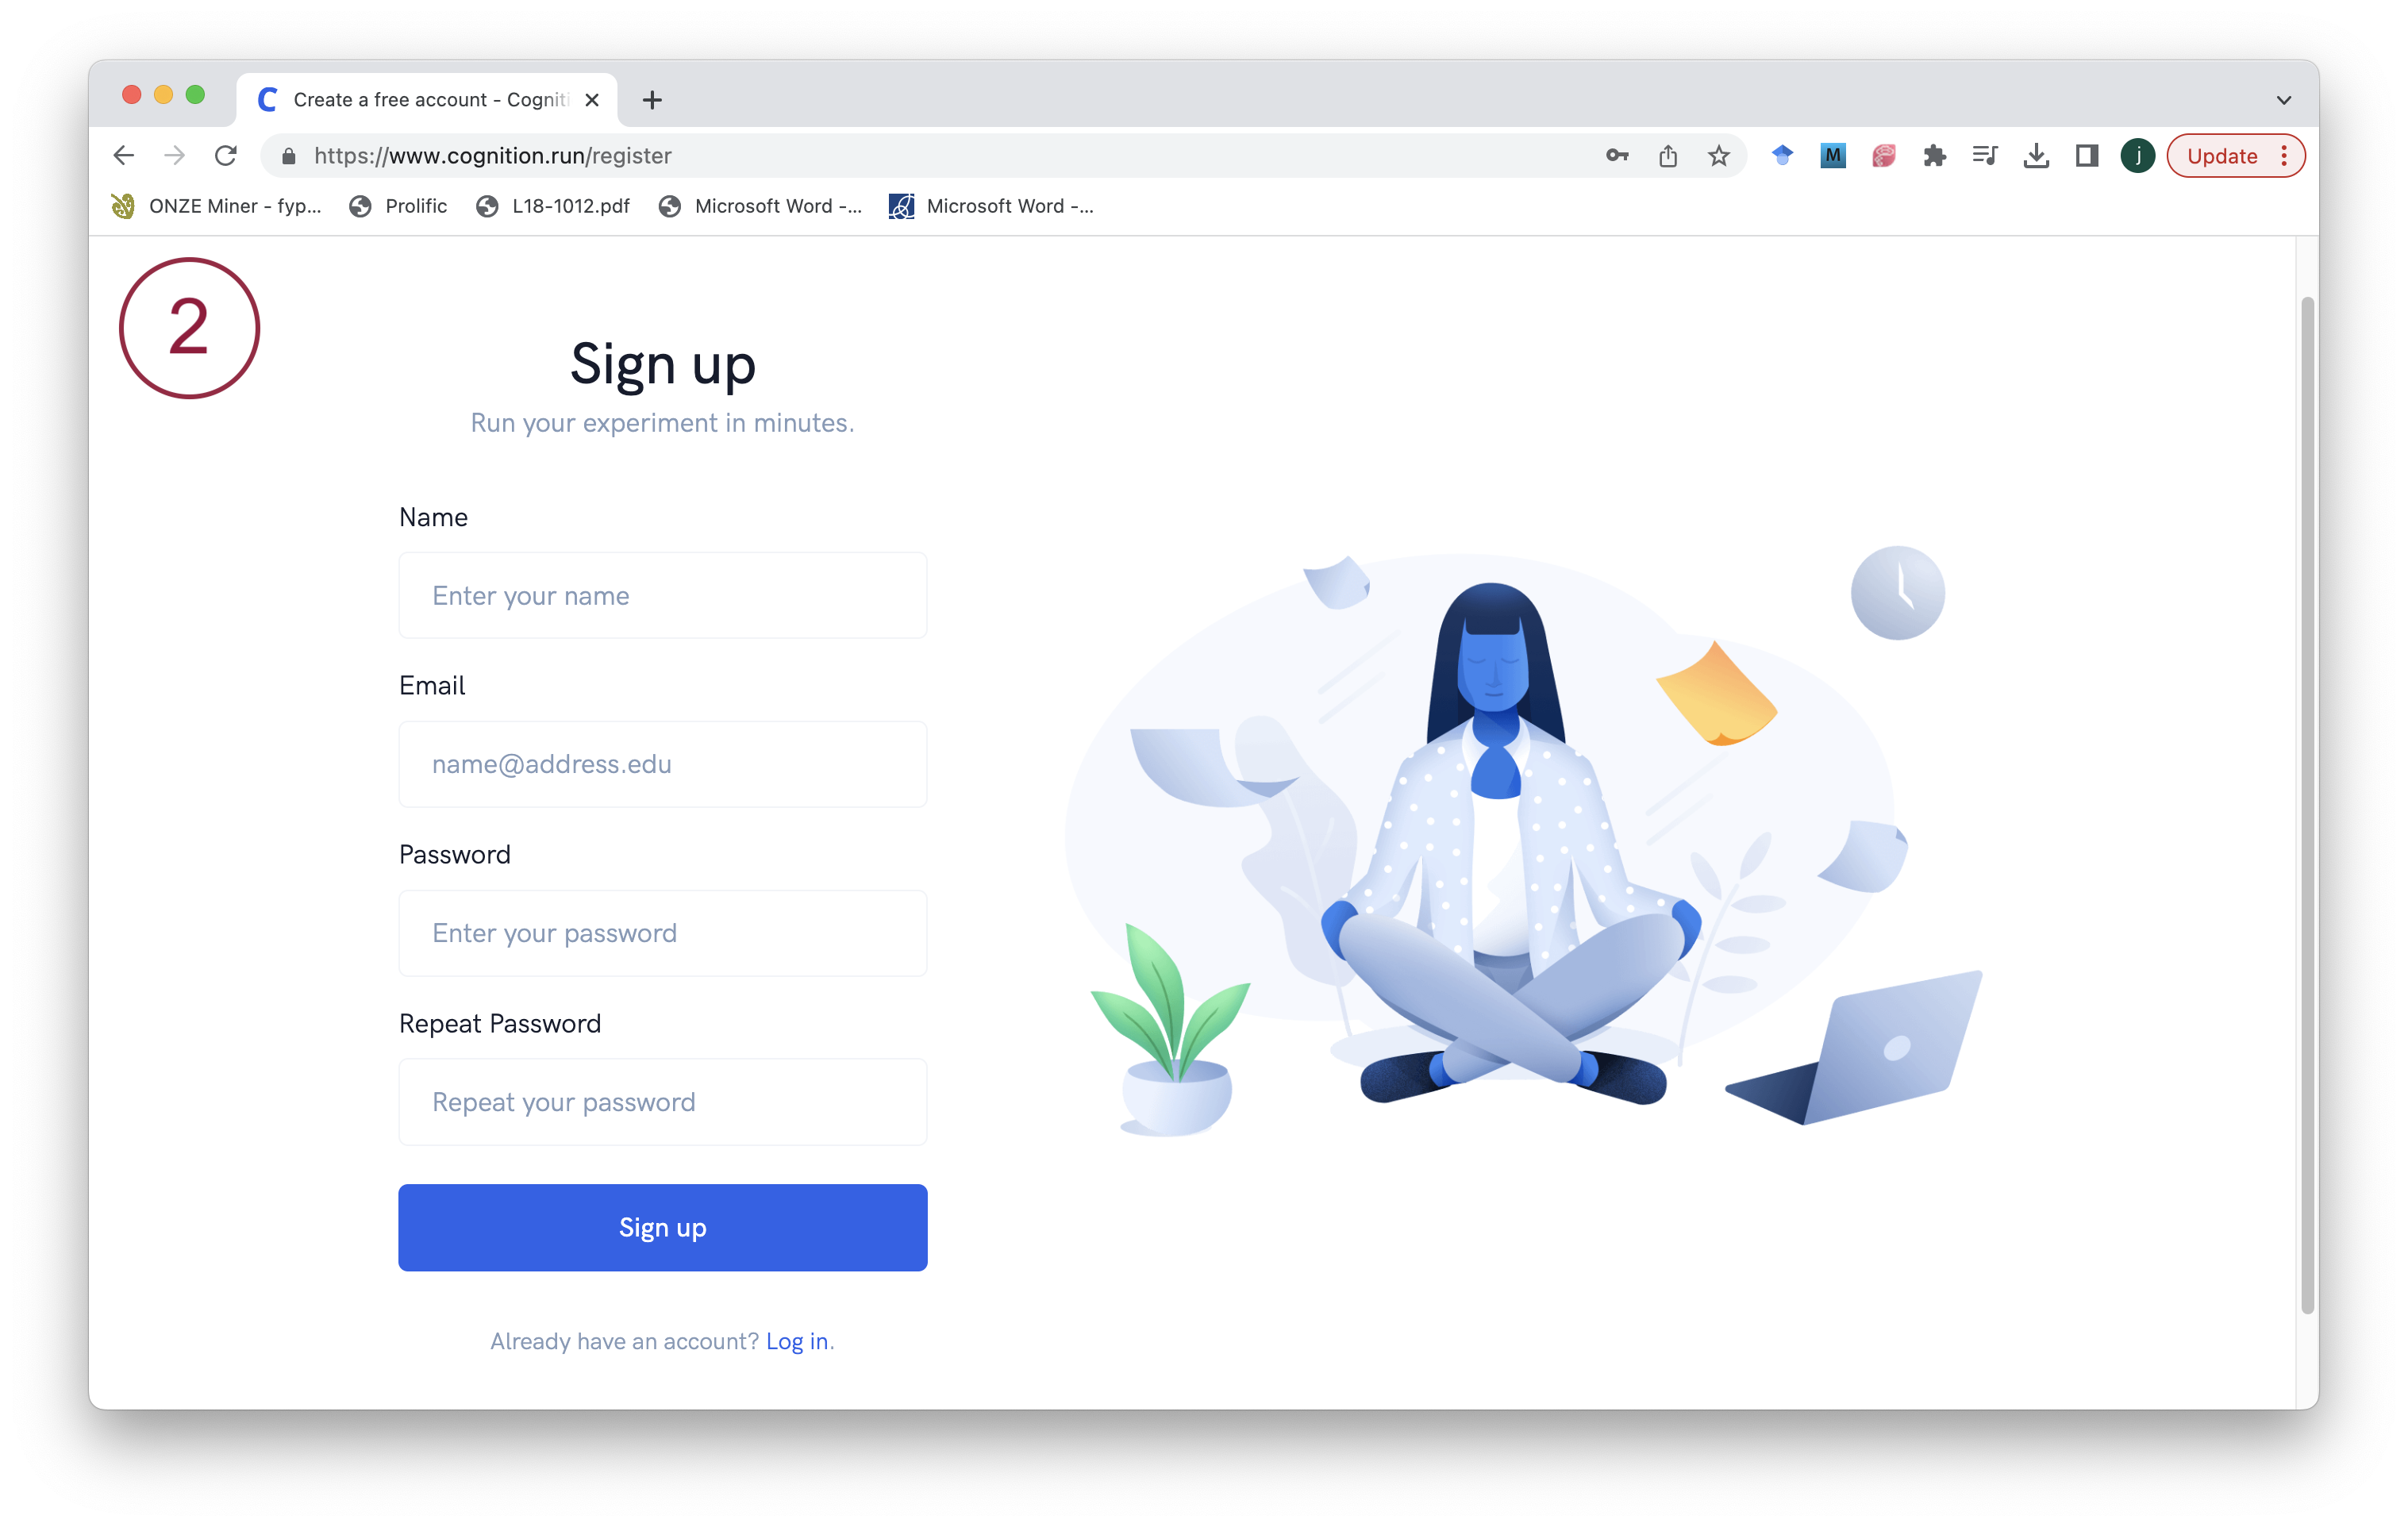 Create a free account - Cogniti
https://www.cognition.run/register
M
j
Update
ONZE Miner - fyp...
Prolific
L18-1012.pdf
Microsoft Word -...
Microsoft Word -...
2
Sign up
Run your experiment in minutes.
Name
Enter your name
Email
name@address.edu
Password
Enter your password
Repeat Password
Repeat your password
Sign up
Already have an account? Log in.